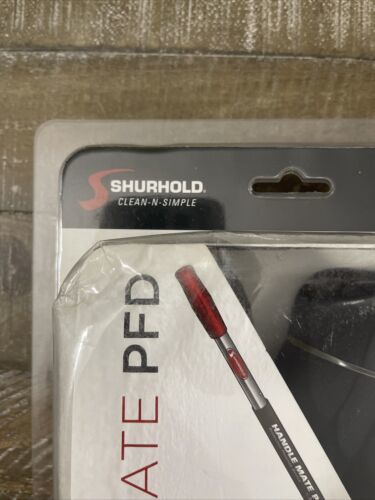 SHURHOLD®
CLEAN-N-SIMPLE
ATE PFD
HANDLE MATE P